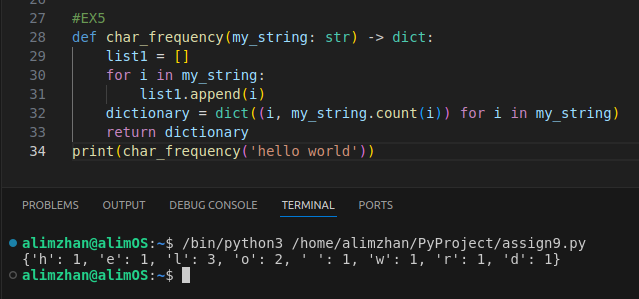 27 #EX5
28 def char_frequency(my_string: str) -> dict:
29 list1 = []
30 for i in my_string:
31 list1.append(i)
32 dictionary = dict((i, my_string.count(i)) for i in my_string)
33 return dictionary
34 print(char_frequency('hello world'))
PROBLEMS OUTPUT DEBUG CONSOLE TERMINAL PORTS
alimzhan@alimOS:~$ /bin/python3 /home/alimzhan/PyProject/assign9.py
{'h': 1, 'e': 1, 'l': 3, 'o': 2, ' ': 1, 'w': 1, 'r': 1, 'd': 1}
alimzhan@alimOS:~$